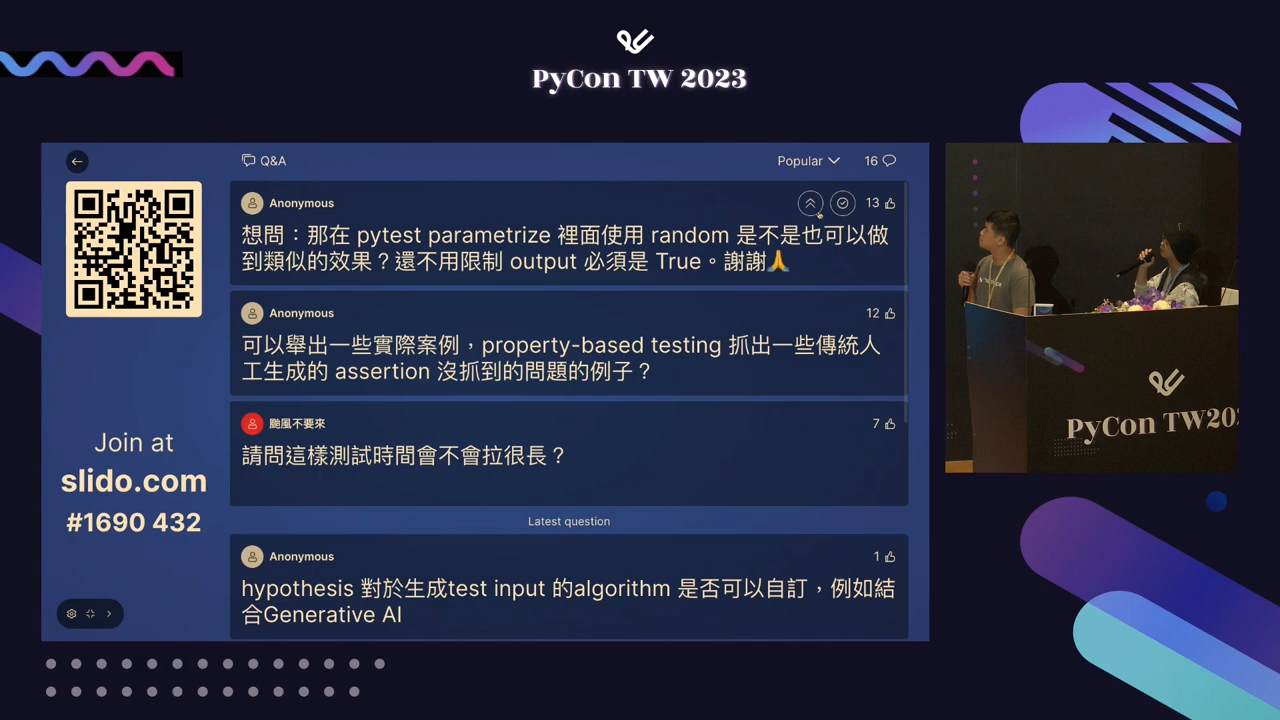 PyCon TW 2023
Q&A
Popular
16
Anonymous
13
想問：那在 pytest parametrize 裡面使用 random 是不是也可以做
到類似的效果？還不用限制 output 必須是 True。謝謝🙏
Anonymous
12
可以舉出一些實際案例，property-based testing 抓出一些傳統人
工生成的 assertion 沒抓到的問題的例子？
颱風不要來
7
請問這樣測試時間會不會拉很長？
Latest question
Anonymous
1
hypothesis 對於生成test input 的algorithm 是否可以自訂，例如結
合Generative AI
Join at
slido.com
#1690 432
PyCon TW202